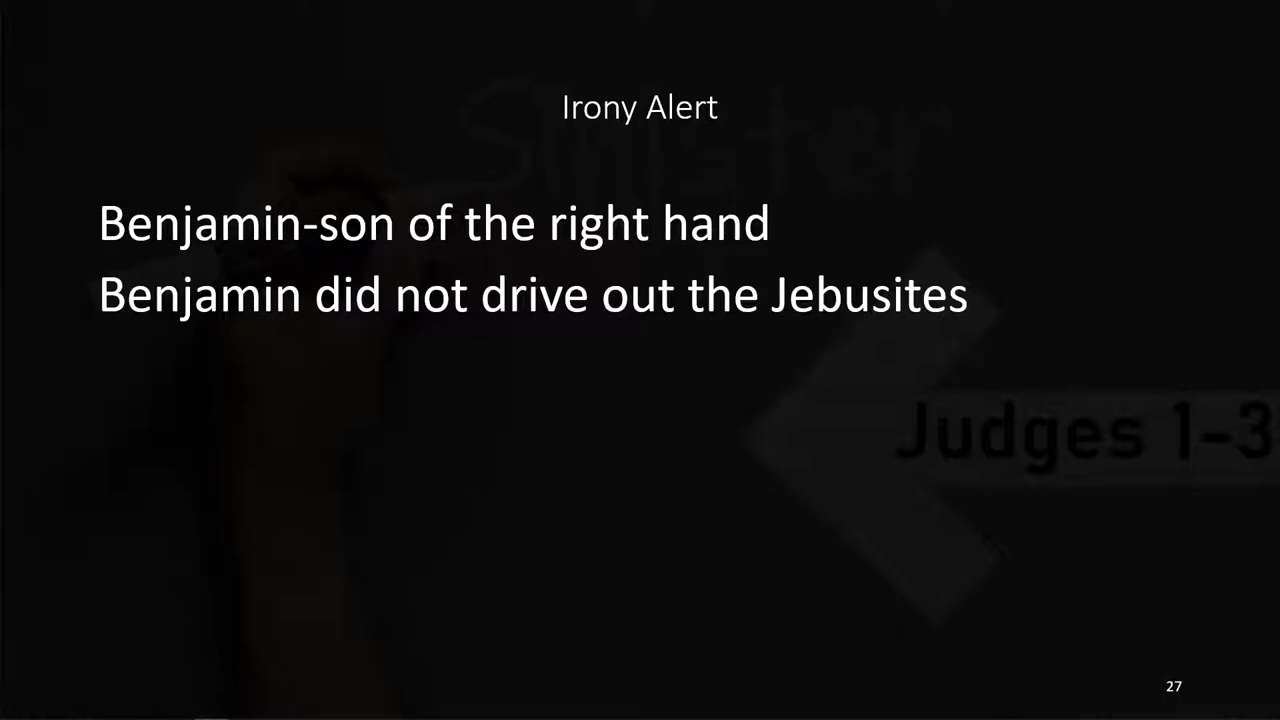 Sinister
Irony Alert
Benjamin-son of the right hand
Benjamin did not drive out the Jebusites
Judges 1-3
27